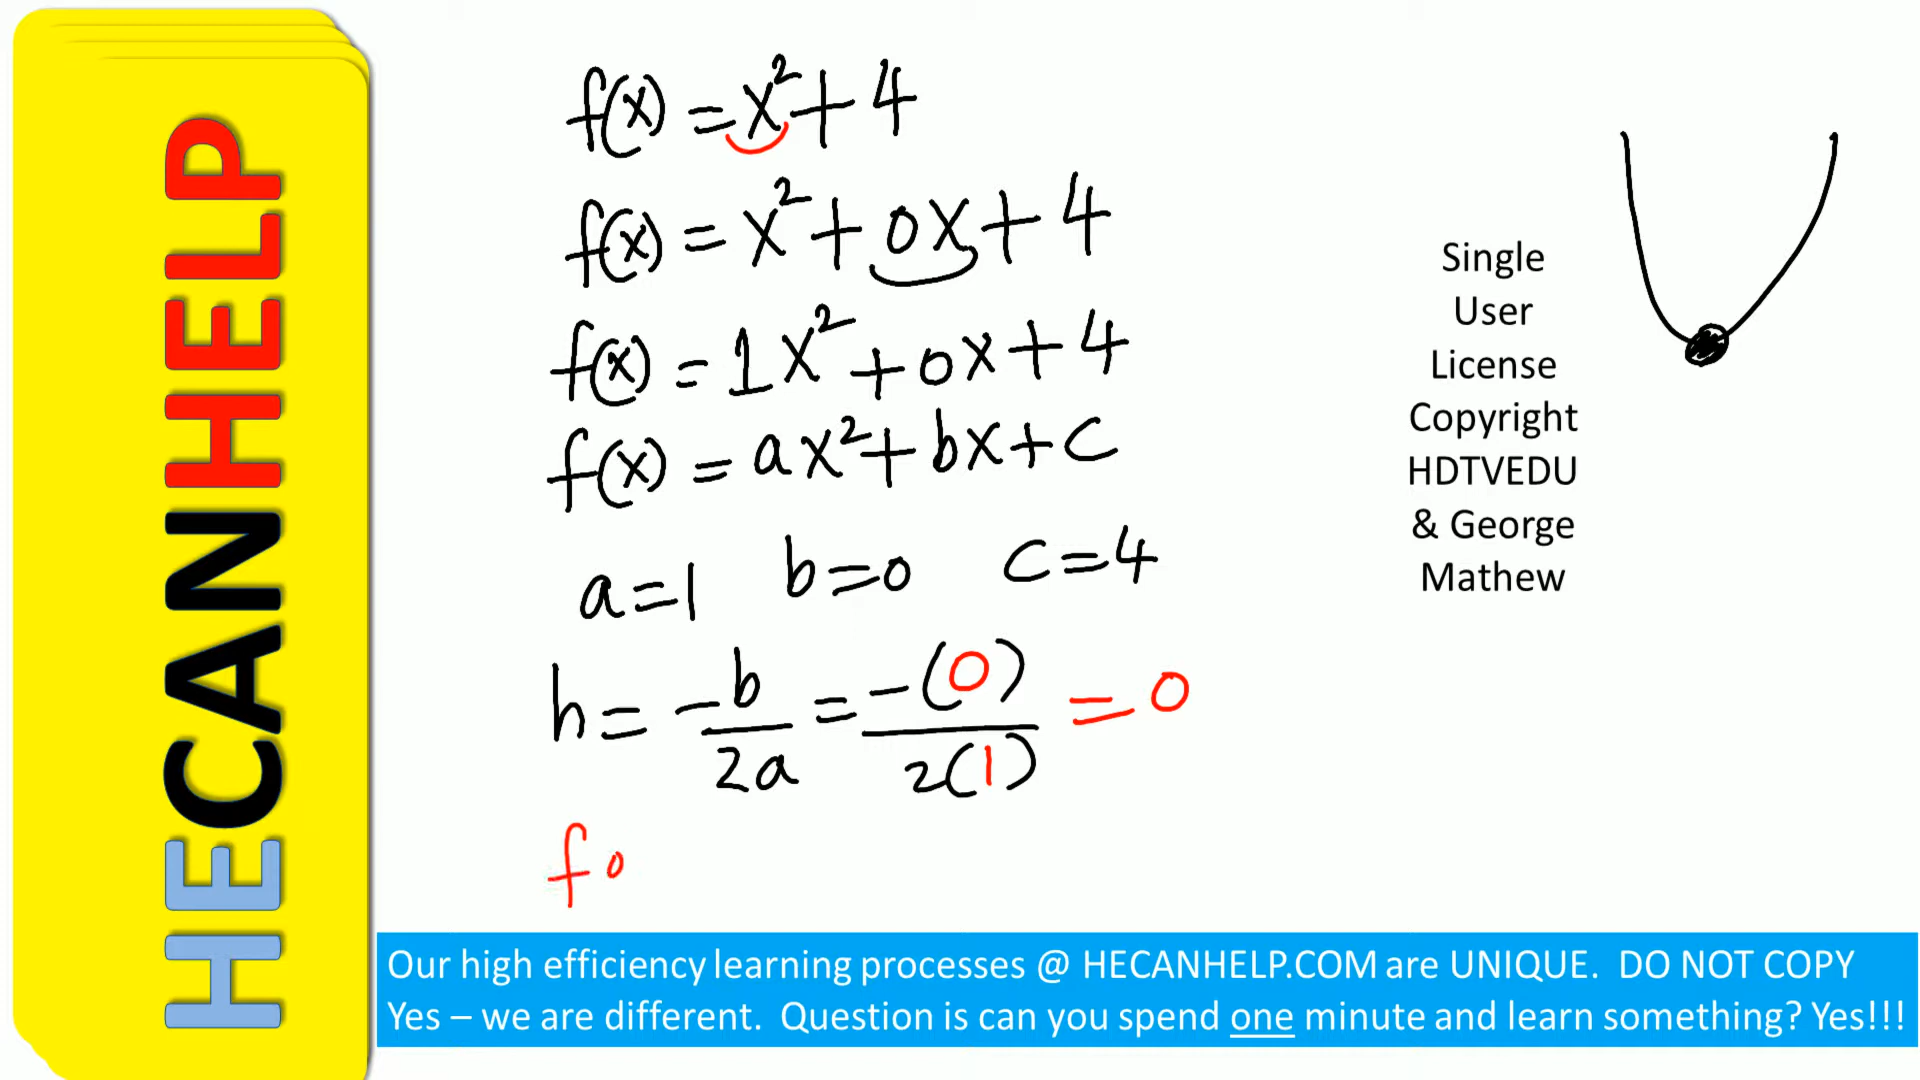 HECANHELP
f(x) = x² + 4
f(x) = x² + 0x + 4
f(x) = 1x² + 0x + 4
f(x) = ax² + bx + c
a=1 b=0 c=4
h = -b/2a = -(0)/2(1) = 0
f 0
Single
User
License
Copyright
HDTVEDU
& George
Mathew
Our high efficiency learning processes @ HECANHELP.COM are UNIQUE. DO NOT COPY
Yes – we are different. Question is can you spend one minute and learn something? Yes!!!